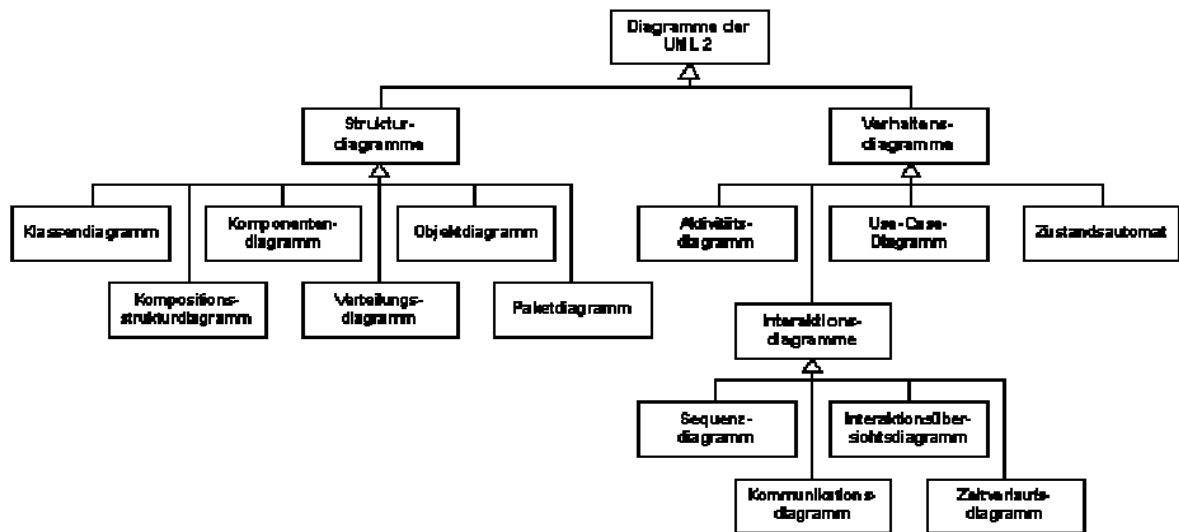 Diagramme der
UML 2
Struktur-
diagramme
Verhaltens-
diagramme
Klassendiagramm
Komponenten-
diagramm
Objektdiagramm
Aktivitäts-
diagramm
Use-Case-
Diagramm
Zustandsautomat
Kompositions-
strukturdiagramm
Verteilungs-
diagramm
Paketdiagramm
Interaktions-
diagramme
Sequenz-
diagramm
Interaktionsüber-
sichtsdiagramm
Kommunikations-
diagramm
Zeitverlaufs-
diagramm